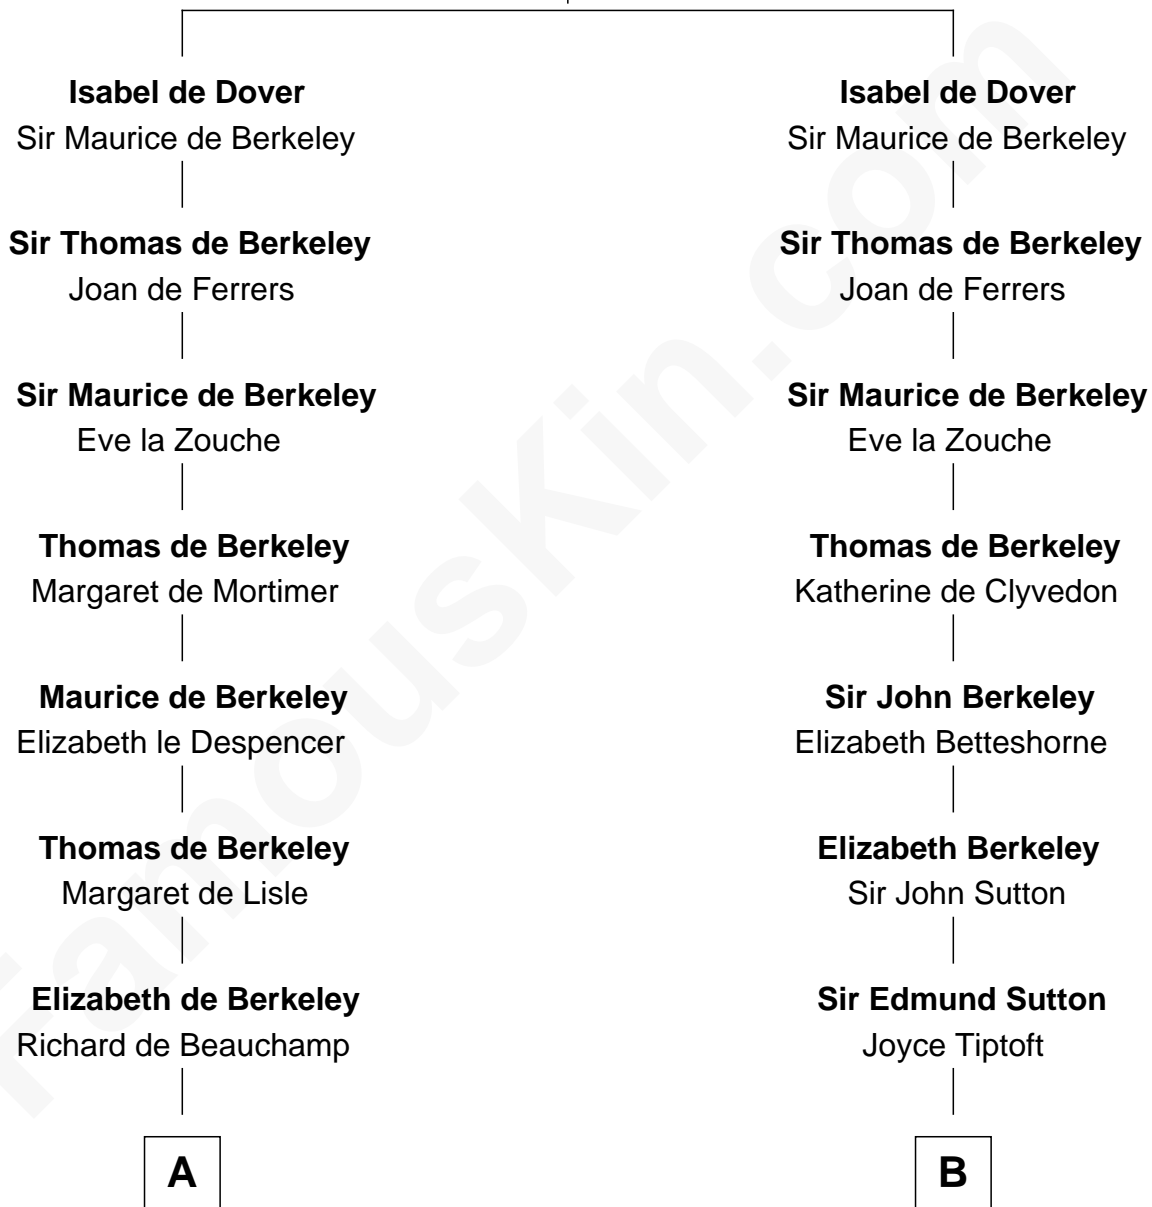 Isabel de Dover
Sir Maurice de Berkeley
Sir Thomas de Berkeley
Joan de Ferrers
Sir Maurice de Berkeley
Eve la Zouche
Thomas de Berkeley
Margaret de Mortimer
Maurice de Berkeley
Elizabeth le Despencer
Thomas de Berkeley
Margaret de Lisle
Elizabeth de Berkeley
Richard de Beauchamp
A
Isabel de Dover
Sir Maurice de Berkeley
Sir Thomas de Berkeley
Joan de Ferrers
Sir Maurice de Berkeley
Eve la Zouche
Thomas de Berkeley
Katherine de Clyvedon
Sir John Berkeley
Elizabeth Betteshorne
Elizabeth Berkeley
Sir John Sutton
Sir Edmund Sutton
Joyce Tiptoft
B
FamousKin.com